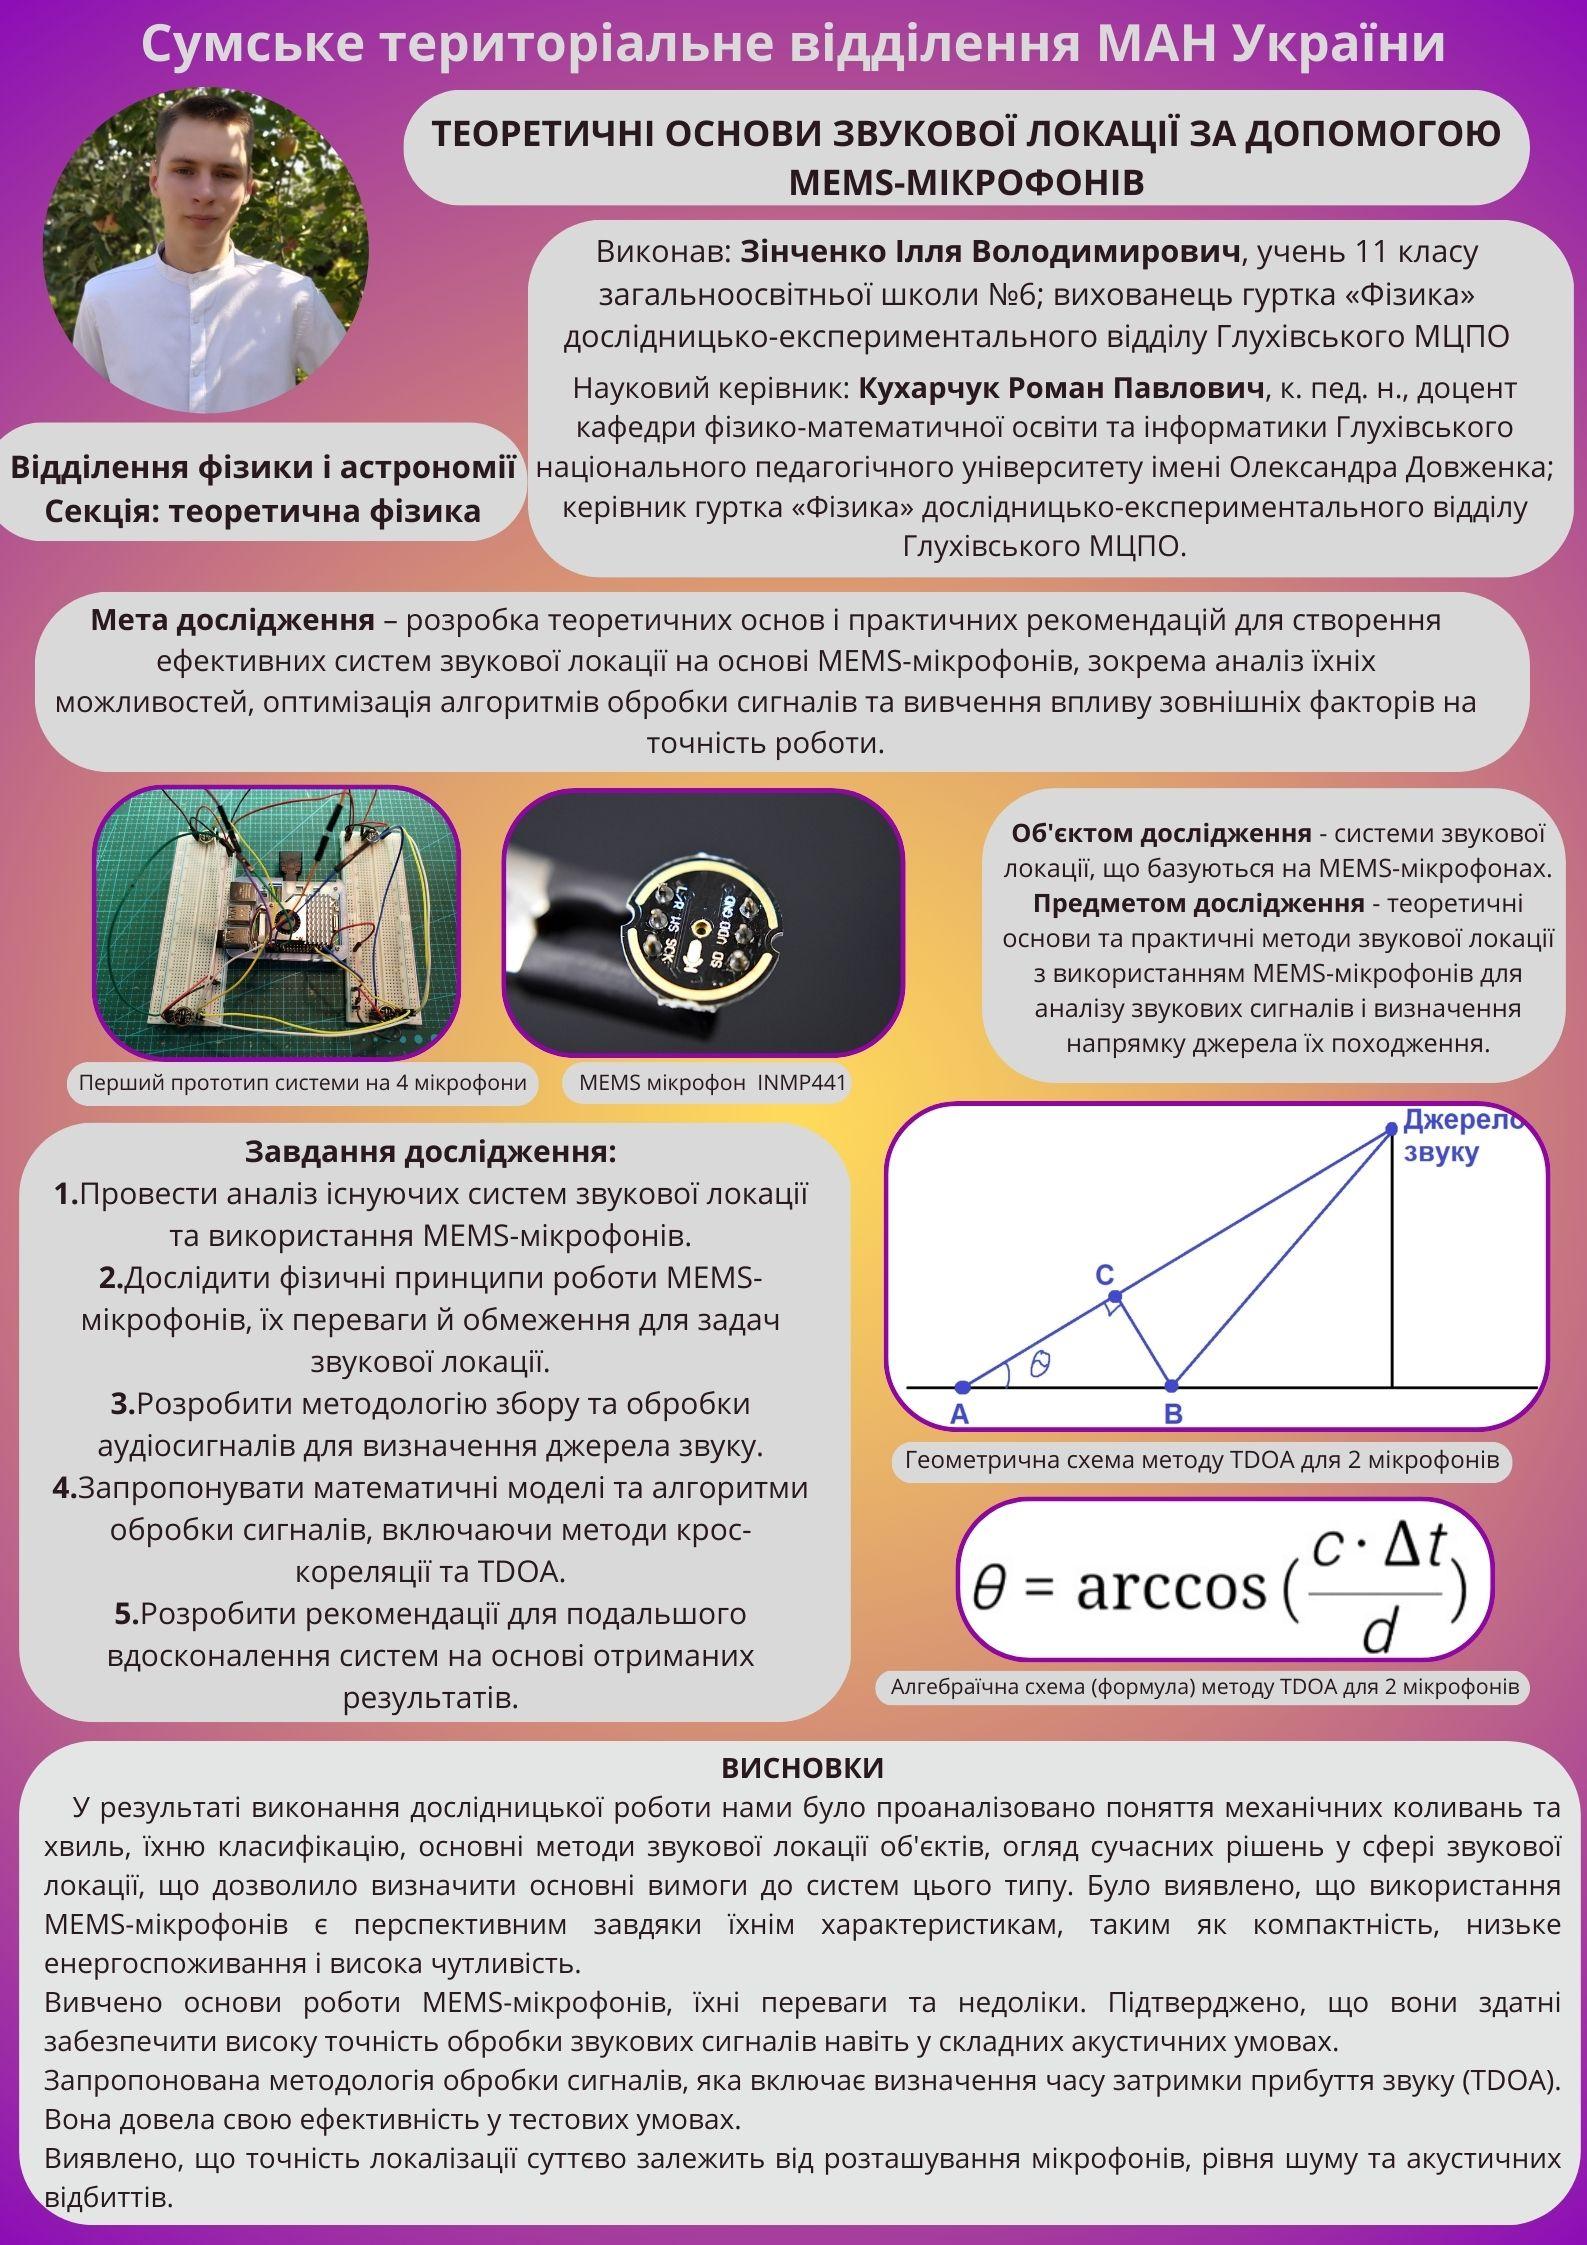 Сумське територіальне відділення МАН України
ТЕОРЕТИЧНІ ОСНОВИ ЗВУКОВОЇ ЛОКАЦІЇ ЗА ДОПОМОГОЮ
MEMS-МІКРОФОНІВ
Виконав: Зінченко Ілля Володимирович, учень 11 класу
загальноосвітньої школи №6; вихованець гуртка «Фізика»
дослідницько-експериментального відділу Глухівського МЦПО
Науковий керівник: Кухарчук Роман Павлович, к. пед. н., доцент
кафедри фізико-математичної освіти та інформатики Глухівського
національного педагогічного університету імені Олександра Довженка;
керівник гуртка «Фізика» дослідницько-експериментального відділу
Глухівського МЦПО.
Відділення фізики і астрономії
Секція: теоретична фізика
Мета дослідження – розробка теоретичних основ і практичних рекомендацій для створення
ефективних систем звукової локації на основі MEMS-мікрофонів, зокрема аналіз їхніх
можливостей, оптимізація алгоритмів обробки сигналів та вивчення впливу зовнішніх факторів на
точність роботи.
L/R
WS
SCK
SD
VDD
GND
Перший прототип системи на 4 мікрофони
MEMS мікрофон INMP441
Об'єктом дослідження - системи звукової
локації, що базуються на MEMS-мікрофонах.
Предметом дослідження - теоретичні
основи та практичні методи звукової локації
з використанням MEMS-мікрофонів для
аналізу звукових сигналів і визначення
напрямку джерела їх походження.
Завдання дослідження:
1.Провести аналіз існуючих систем звукової локації
та використання MEMS-мікрофонів.
2.Дослідити фізичні принципи роботи MEMS-
мікрофонів, їх переваги й обмеження для задач
звукової локації.
3.Розробити методологію збору та обробки
аудіосигналів для визначення джерела звуку.
4.Запропонувати математичні моделі та алгоритми
обробки сигналів, включаючи методи крос-
кореляції та TDOA.
5.Розробити рекомендації для подальшого
вдосконалення систем на основі отриманих
результатів.
Джерело
звуку
C
θ
A
B
Геометрична схема методу TDOA для 2 мікрофонів
θ = arccos (c · Δt / d)
Алгебраїчна схема (формула) методу TDOA для 2 мікрофонів
ВИСНОВКИ
У результаті виконання дослідницької роботи нами було проаналізовано поняття механічних коливань та
хвиль, їхню класифікацію, основні методи звукової локації об'єктів, огляд сучасних рішень у сфері звукової
локації, що дозволило визначити основні вимоги до систем цього типу. Було виявлено, що використання
MEMS-мікрофонів є перспективним завдяки їхнім характеристикам, таким як компактність, низьке
енергоспоживання і висока чутливість.
Вивчено основи роботи MEMS-мікрофонів, їхні переваги та недоліки. Підтверджено, що вони здатні
забезпечити високу точність обробки звукових сигналів навіть у складних акустичних умовах.
Запропонована методологія обробки сигналів, яка включає визначення часу затримки прибуття звуку (TDOA).
Вона довела свою ефективність у тестових умовах.
Виявлено, що точність локалізації суттєво залежить від розташування мікрофонів, рівня шуму та акустичних
відбиттів.